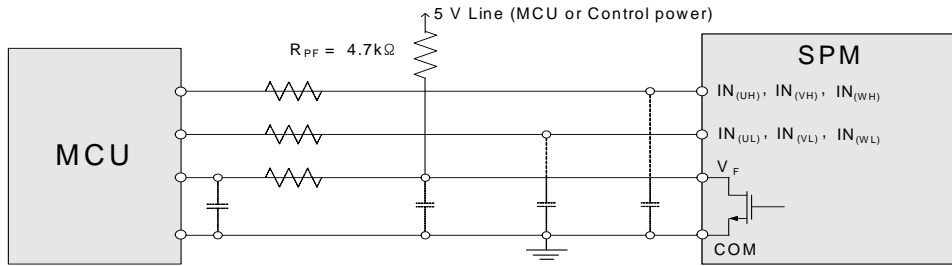 5 V Line (MCU or Control power)
R_PF = 4.7kΩ
SPM
IN(UH), IN(VH), IN(WH)
MCU
IN(UL), IN(VL), IN(WL)
V_F
COM